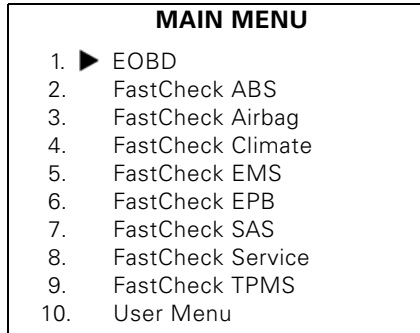 MAIN MENU
1. ▶ EOBD
2. FastCheck ABS
3. FastCheck Airbag
4. FastCheck Climate
5. FastCheck EMS
6. FastCheck EPB
7. FastCheck SAS
8. FastCheck Service
9. FastCheck TPMS
10. User Menu